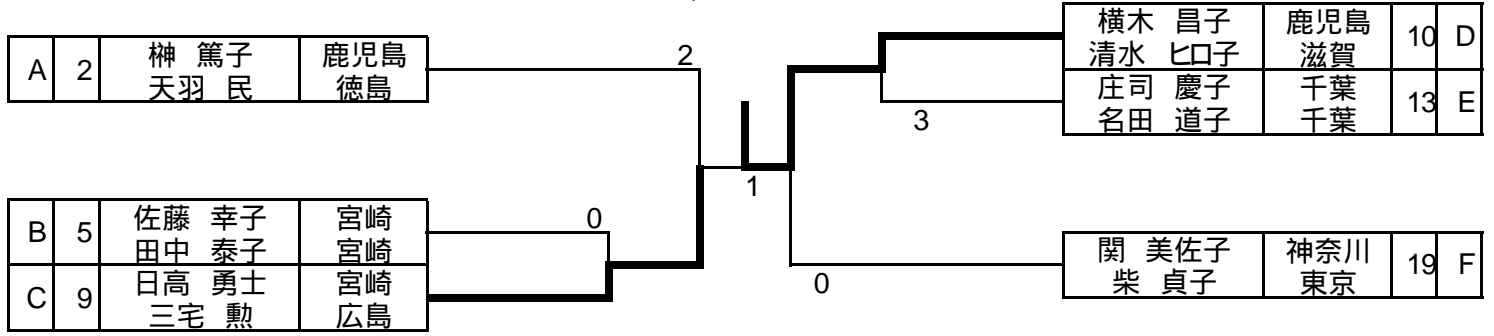 A 2 榊 篤子 鹿児島
天羽 民 徳島
2
B 5 佐藤 幸子 宮崎
田中 泰子 宮崎
0
C 9 日高 勇士 宮崎
三宅 勲 広島
1
横木 昌子 鹿児島 10 D
清水 ヒロ子 滋賀
庄司 慶子 千葉 13 E
名田 道子 千葉
3
関 美佐子 神奈川 19 F
柴 貞子 東京
0